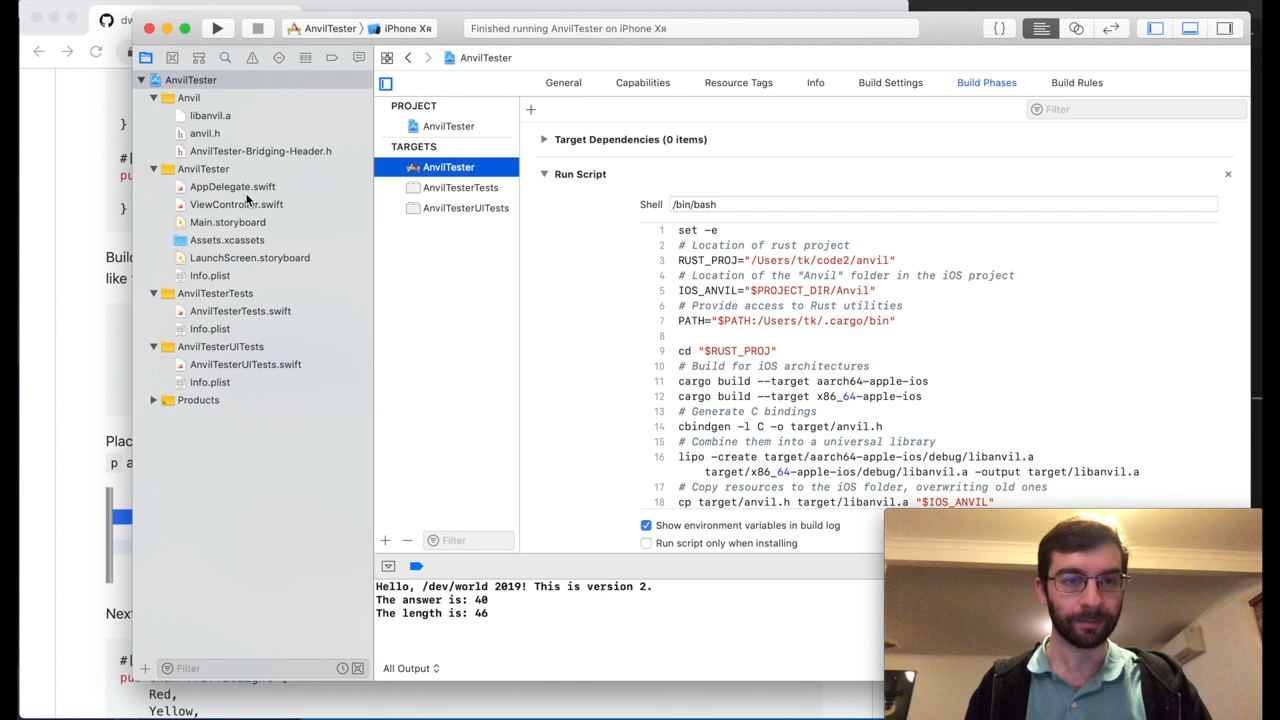 dw
AnvilTester
iPhone Xʀ
Finished running AnvilTester on iPhone Xʀ
{}
AnvilTester
AnvilTester
General
Capabilities
Resource Tags
Info
Build Settings
Build Phases
Build Rules
Anvil
libanvil.a
anvil.h
AnvilTester-Bridging-Header.h
AnvilTester
AppDelegate.swift
ViewController.swift
Main.storyboard
Assets.xcassets
LaunchScreen.storyboard
Info.plist
AnvilTesterTests
AnvilTesterTests.swift
Info.plist
AnvilTesterUITests
AnvilTesterUITests.swift
Info.plist
Products
Filter
PROJECT
AnvilTester
TARGETS
AnvilTester
AnvilTesterTests
AnvilTesterUITests
Filter
Filter
Target Dependencies (0 items)
Run Script
Shell /bin/bash
1 set -e
2 # Location of rust project
3 RUST_PROJ="/Users/tk/code2/anvil"
4 # Location of the "Anvil" folder in the iOS project
5 IOS_ANVIL="$PROJECT_DIR/Anvil"
6 # Provide access to Rust utilities
7 PATH="$PATH:/Users/tk/.cargo/bin"
8
9 cd "$RUST_PROJ"
10 # Build for iOS architectures
11 cargo build --target aarch64-apple-ios
12 cargo build --target x86_64-apple-ios
13 # Generate C bindings
14 cbindgen -l C -o target/anvil.h
15 # Combine them into a universal library
16 lipo -create target/aarch64-apple-ios/debug/libanvil.a
target/x86_64-apple-ios/debug/libanvil.a -output target/libanvil.a
17 # Copy resources to the iOS folder, overwriting old ones
18 cp target/anvil.h target/libanvil.a "$IOS_ANVIL"
Show environment variables in build log
Run script only when installing
Hello, /dev/world 2019! This is version 2.
The answer is: 40
The length is: 46
All Output
}
#[
pu
}
Build
like
Plac
p a
Next
#[
pu
Red,
Yellow,